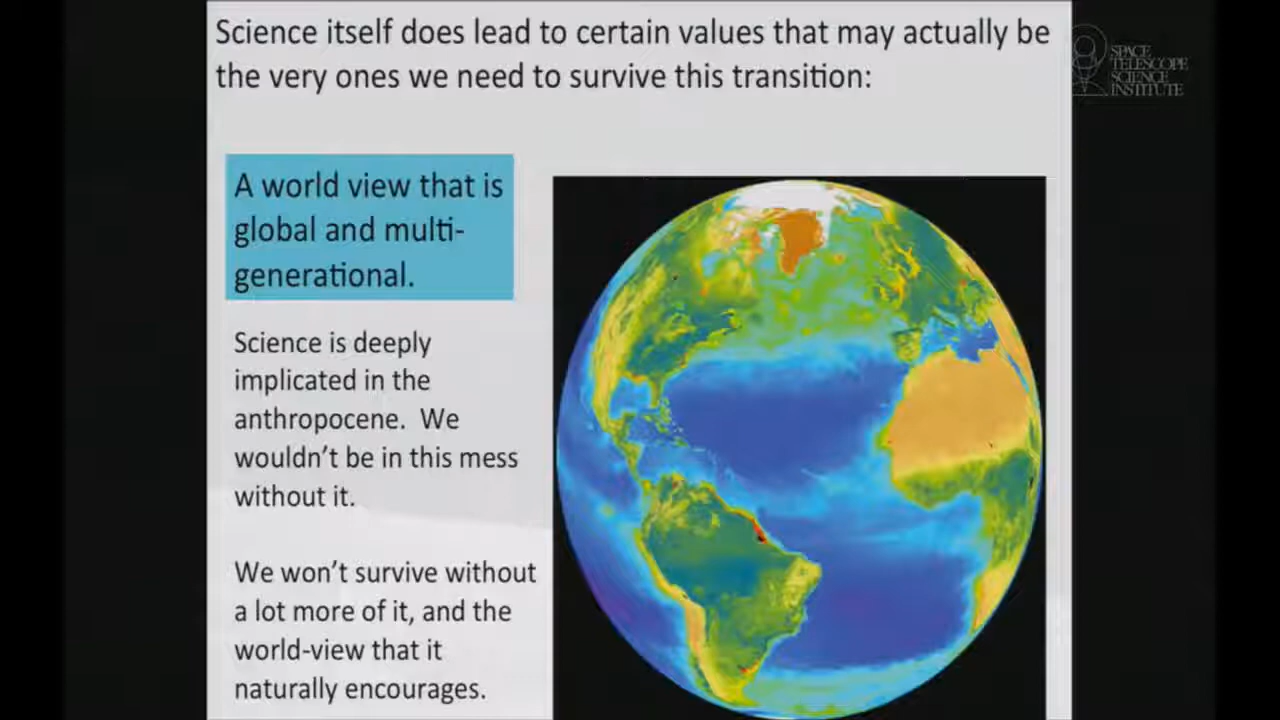 Science itself does lead to certain values that may actually be
the very ones we need to survive this transition:
SPACE
TELESCOPE
SCIENCE
INSTITUTE
A world view that is
global and multi-
generational.
Science is deeply
implicated in the
anthropocene.  We
wouldn't be in this mess
without it.
We won't survive without
a lot more of it, and the
world-view that it
naturally encourages.